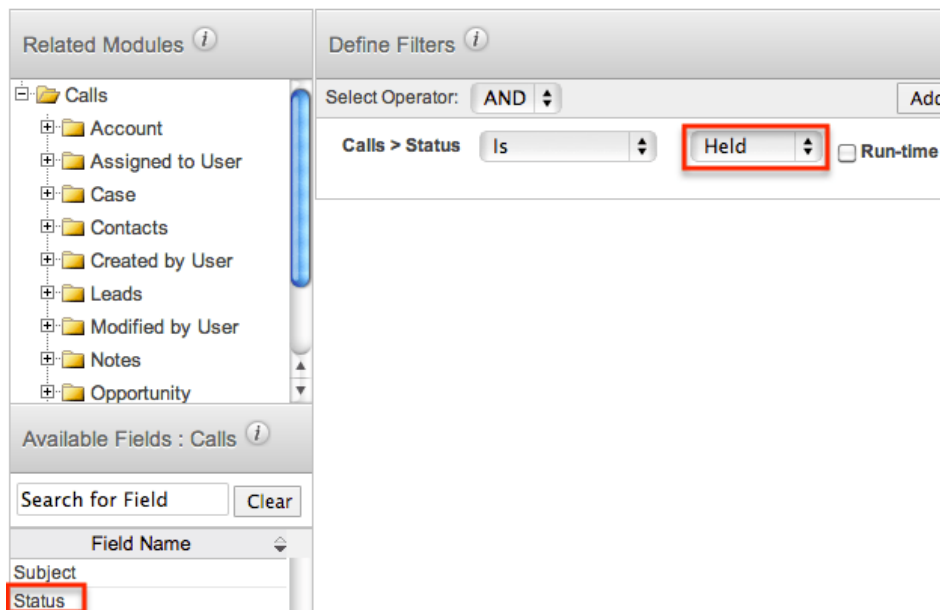 Related Modules i
Calls
Account
Assigned to User
Case
Contacts
Created by User
Leads
Modified by User
Notes
Opportunity
Available Fields : Calls i
Search for Field Clear
Field Name
Subject
Status
Define Filters i
Select Operator: AND Add
Calls > Status Is Held Run-time